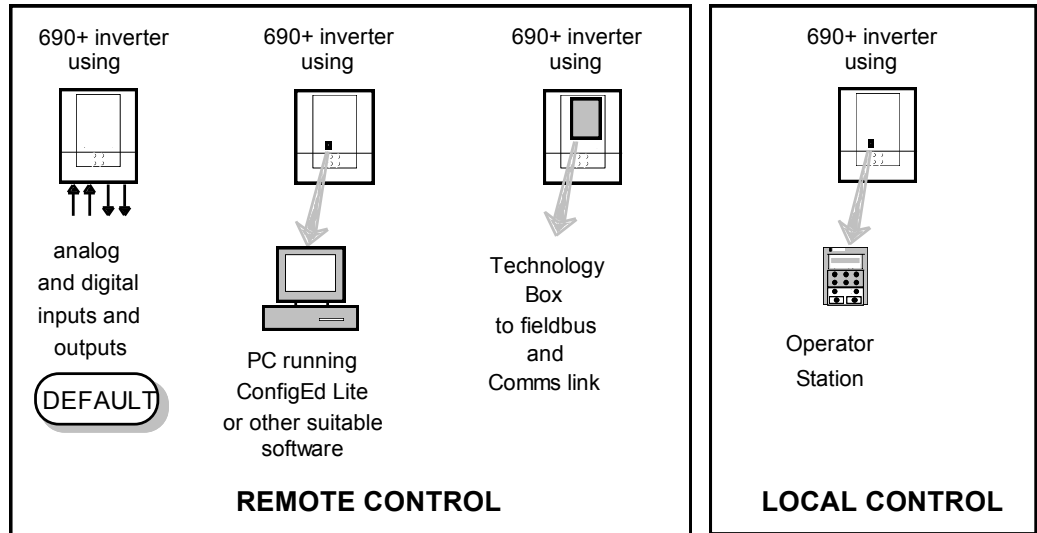 690+ inverter
using
analog
and digital
inputs and
outputs
DEFAULT
690+ inverter
using
PC running
ConfigEd Lite
or other suitable
software
690+ inverter
using
Technology
Box
to fieldbus
and
Comms link
REMOTE CONTROL
690+ inverter
using
Operator
Station
LOCAL CONTROL